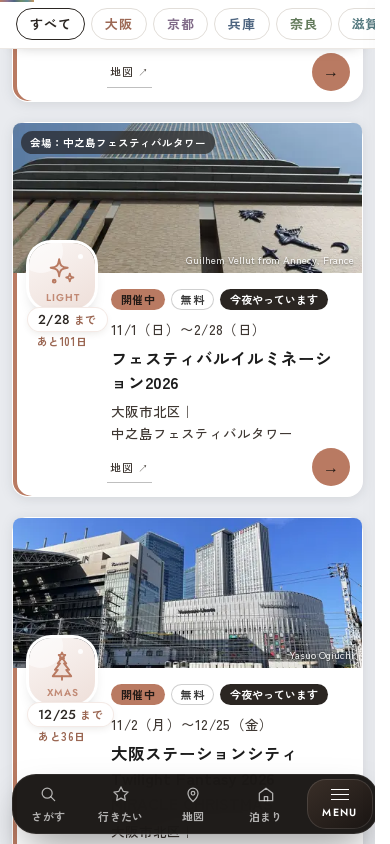 すべて
大阪
京都
兵庫
奈良
滋賀
地図 ↗
→
会場：中之島フェスティバルタワー
Guilhem Vellut from Annecy, France
LIGHT
2/28 まで
あと101日
開催中
無料
今夜やっています
11/1（日）〜2/28（日）
フェスティバルイルミネーシ
ョン2026
大阪市北区｜
中之島フェスティバルタワー
地図 ↗
→
Yasuo Ogiuchi
XMAS
12/25 まで
あと36日
開催中
無料
今夜やっています
11/2（月）〜12/25（金）
大阪ステーションシティ
大阪市北区｜
さがす
行きたい
地図
泊まり
MENU